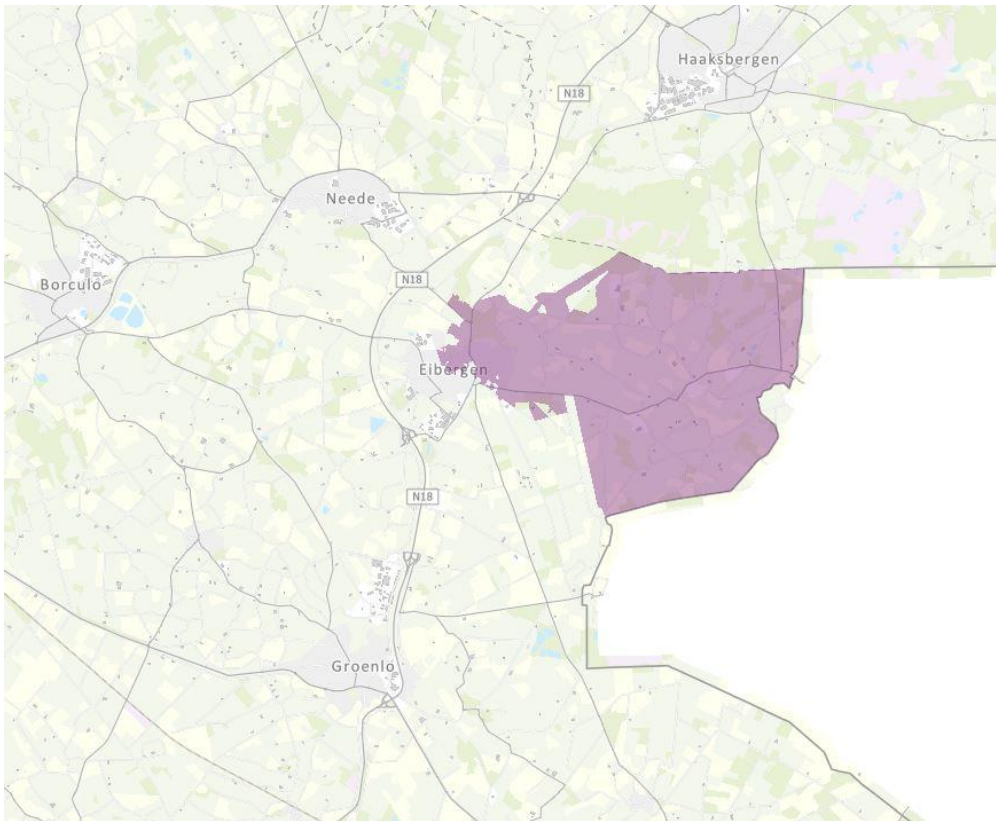 Haaksbergen
N18
Neede
N18
Borculo
Eibergen
N18
Groenlo